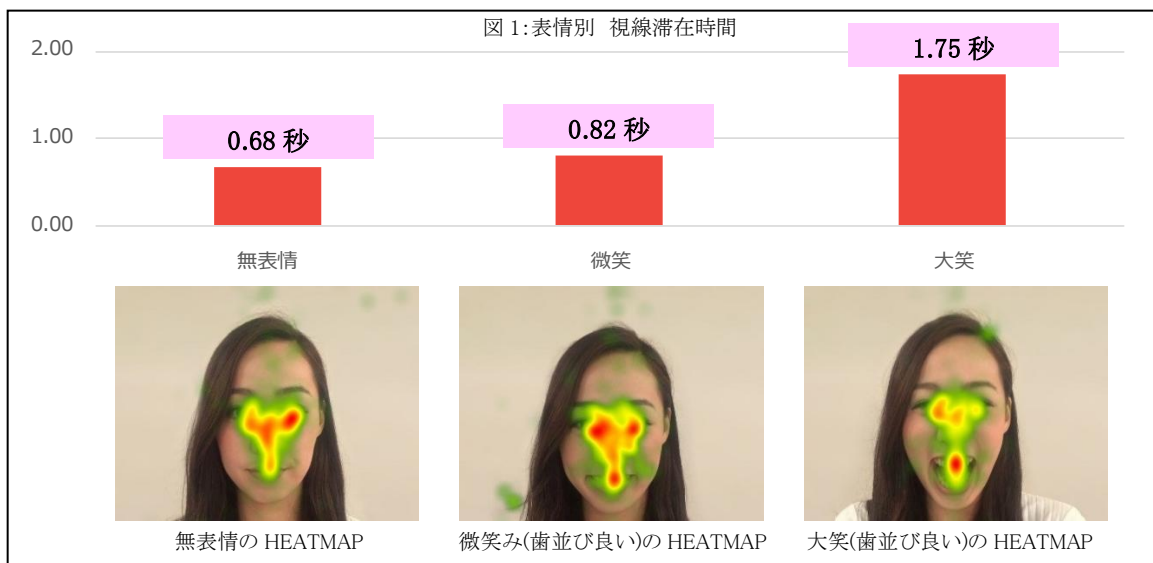 図 1:表情別 視線滞在時間
2.00
1.75 秒
1.00
0.68 秒
0.82 秒
0.00
無表情
微笑
大笑
無表情の HEATMAP
微笑み(歯並び良い)の HEATMAP
大笑(歯並び良い)の HEATMAP